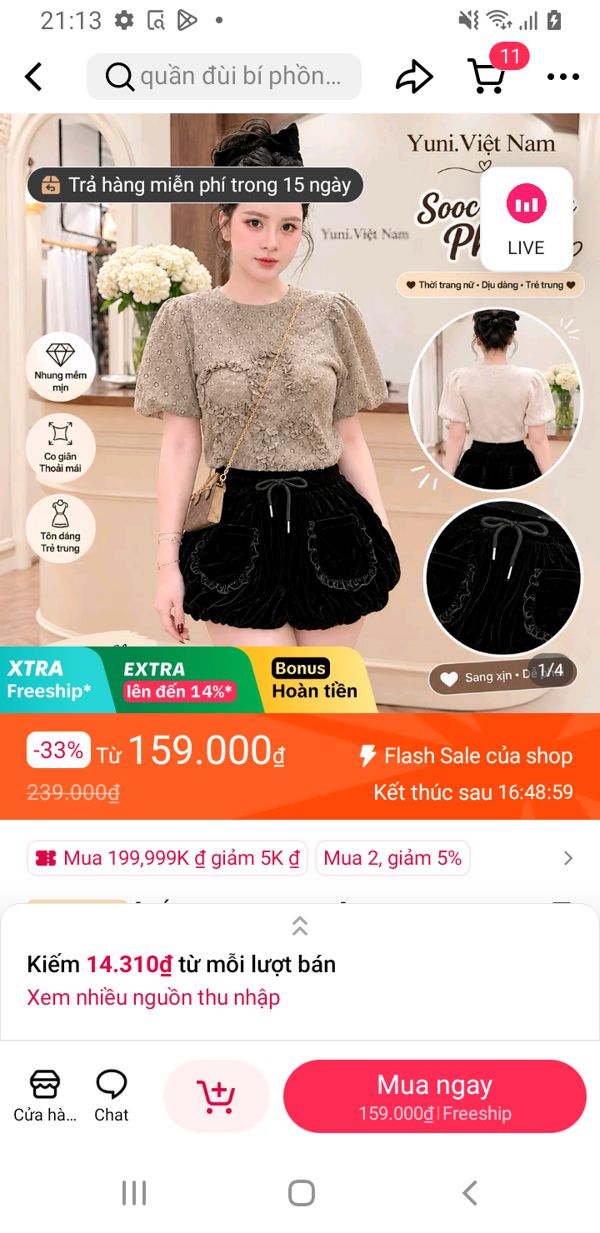 21:13
quần đùi bí phồn...
11
Trả hàng miễn phí trong 15 ngày
Yuni.Việt Nam
Yuni.Việt Nam
Sooc
LIVE
Thời trang nữ • Dịu dàng • Trẻ trung
Nhung mềm
mịn
Co giãn
Thoải mái
Tôn dáng
Trẻ trung
XTRA
Freeship*
EXTRA
lên đến 14%*
Bonus
Hoàn tiền
Sang xịn •
1/4
-33% Từ 159.000₫
Flash Sale của shop
239.000₫
Kết thúc sau 16:48:59
Mua 199,999K ₫ giảm 5K ₫
Mua 2, giảm 5%
Kiếm 14.310₫ từ mỗi lượt bán
Xem nhiều nguồn thu nhập
Cửa hà...
Chat
Mua ngay
159.000₫ | Freeship